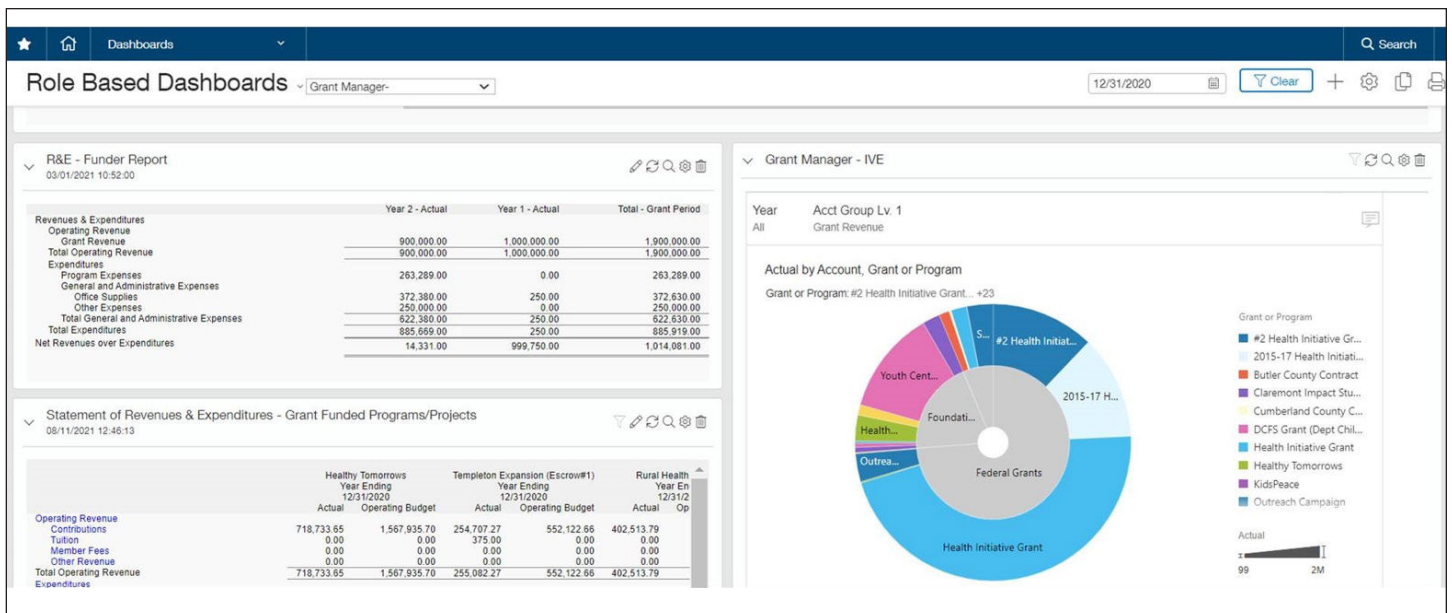 Dashboards
Search
Role Based Dashboards
Grant Manager-
12/31/2020
Clear
R&E - Funder Report
03/01/2021 10:52:00
Year 2 - Actual Year 1 - Actual Total - Grant Period
Revenues & Expenditures
Operating Revenue
Grant Revenue 900,000.00 1,000,000.00 1,900,000.00
Total Operating Revenue 900,000.00 1,000,000.00 1,900,000.00
Expenditures
Program Expenses 263,289.00 0.00 263,289.00
General and Administrative Expenses
Office Supplies 372,380.00 250.00 372,630.00
Other Expenses 250,000.00 0.00 250,000.00
Total General and Administrative Expenses 622,380.00 250.00 622,630.00
Total Expenditures 885,669.00 250.00 885,919.00
Net Revenues over Expenditures 14,331.00 999,750.00 1,014,081.00
Statement of Revenues & Expenditures - Grant Funded Programs/Projects
08/11/2021 12:46:13
Healthy Tomorrows Templeton Expansion (Escrow#1) Rural Health
Year Ending Year Ending Year En
12/31/2020 12/31/2020 12/31/2
Actual Operating Budget Actual Operating Budget Actual Op
Operating Revenue
Contributions 718,733.65 1,567,935.70 254,707.27 552,122.66 402,513.79
Tuition 0.00 0.00 375.00 0.00 0.00
Member Fees 0.00 0.00 0.00 0.00 0.00
Other Revenue 0.00 0.00 0.00 0.00 0.00
Total Operating Revenue 718,733.65 1,567,935.70 255,082.27 552,122.66 402,513.79
Expenditures
Grant Manager - IVE
Year Acct Group Lv. 1
All Grant Revenue
Actual by Account, Grant or Program
Grant or Program: #2 Health Initiative Grant... +23
S...
#2 Health Initiat...
2015-17 H...
Youth Cent...
Foundati...
Health...
Outrea...
Federal Grants
Health Initiative Grant
Grant or Program
#2 Health Initiative Gr...
2015-17 Health Initiati...
Butler County Contract
Claremont Impact Stu...
Cumberland County C...
DCFS Grant (Dept Chil...
Health Initiative Grant
Healthy Tomorrows
KidsPeace
Outreach Campaign
Actual
99 2M